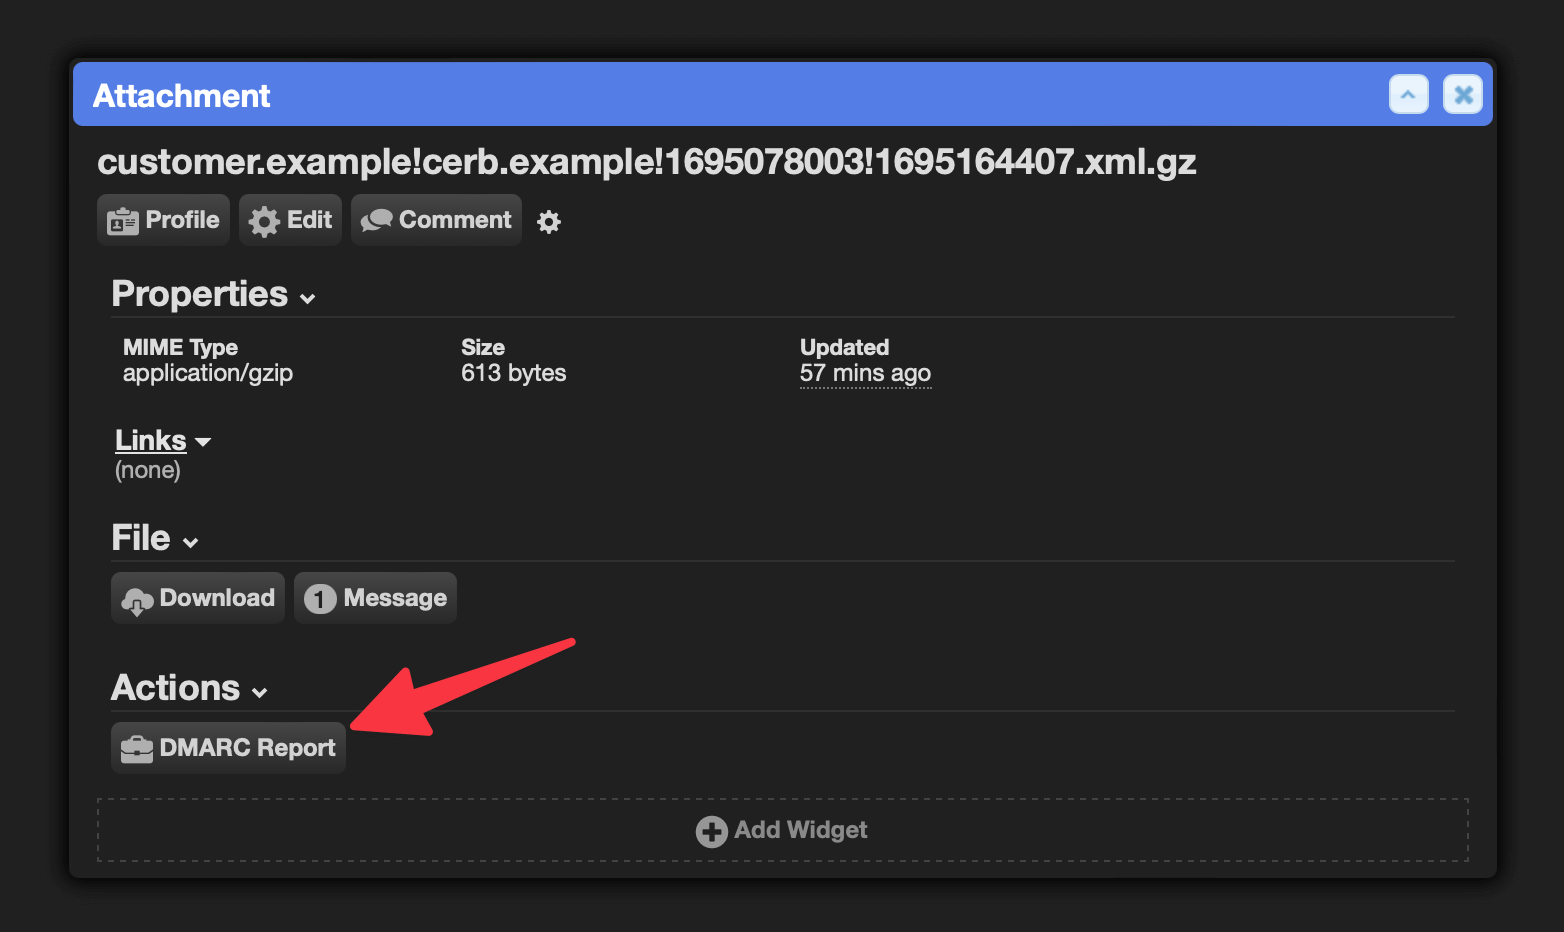 Attachment
customer.example!cerb.example!1695078003!1695164407.xml.gz
Profile Edit Comment
Properties
MIME Type Size Updated
application/gzip 613 bytes 57 mins ago
Links
(none)
File
Download 1 Message
Actions
DMARC Report
Add Widget